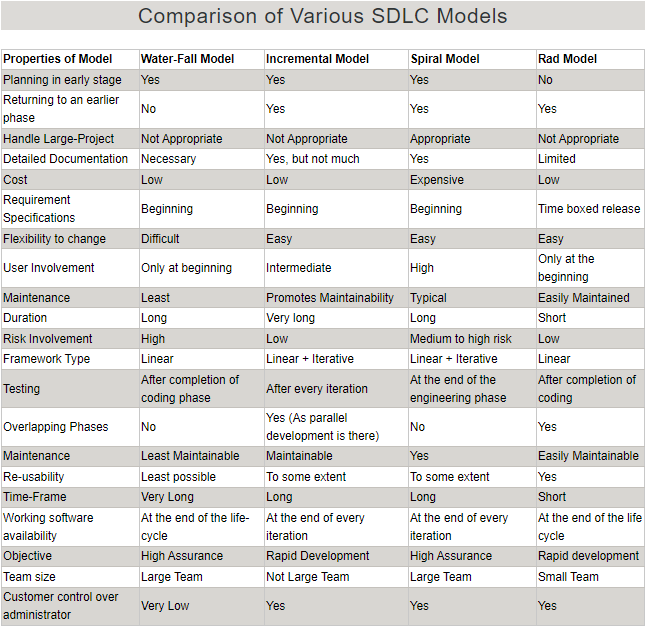 Comparison of Various SDLC Models
Properties of Model Water-Fall Model Incremental Model Spiral Model Rad Model
Planning in early stage Yes Yes Yes No
Returning to an earlier phase No Yes Yes Yes
Handle Large-Project Not Appropriate Not Appropriate Appropriate Not Appropriate
Detailed Documentation Necessary Yes, but not much Yes Limited
Cost Low Low Expensive Low
Requirement Specifications Beginning Beginning Beginning Time boxed release
Flexibility to change Difficult Easy Easy Easy
User Involvement Only at beginning Intermediate High Only at the beginning
Maintenance Least Promotes Maintainability Typical Easily Maintained
Duration Long Very long Long Short
Risk Involvement High Low Medium to high risk Low
Framework Type Linear Linear + Iterative Linear + Iterative Linear
Testing After completion of coding phase After every iteration At the end of the engineering phase After completion of coding
Overlapping Phases No Yes (As parallel development is there) No Yes
Maintenance Least Maintainable Maintainable Yes Easily Maintainable
Re-usability Least possible To some extent To some extent Yes
Time-Frame Very Long Long Long Short
Working software availability At the end of the life-cycle At the end of every iteration At the end of every iteration At the end of the life cycle
Objective High Assurance Rapid Development High Assurance Rapid development
Team size Large Team Not Large Team Large Team Small Team
Customer control over administrator Very Low Yes Yes Yes